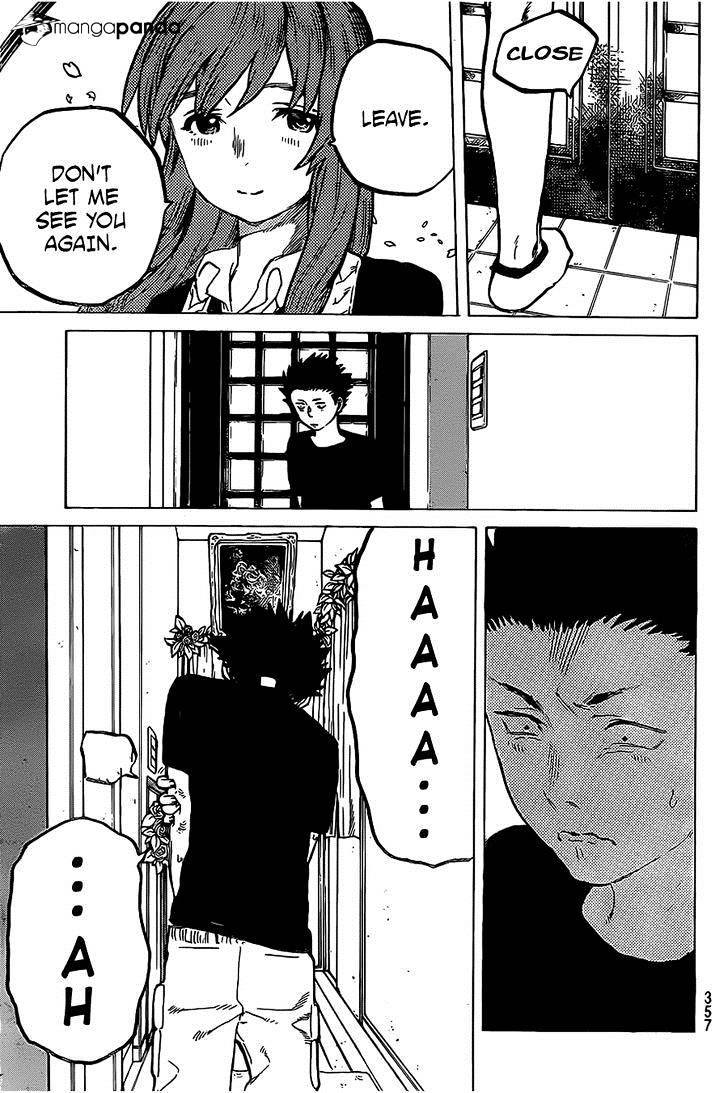 mangapanda
CLOSE
LEAVE.
DON'T
LET ME
SEE YOU
AGAIN.
HAAAA...
...AH
357